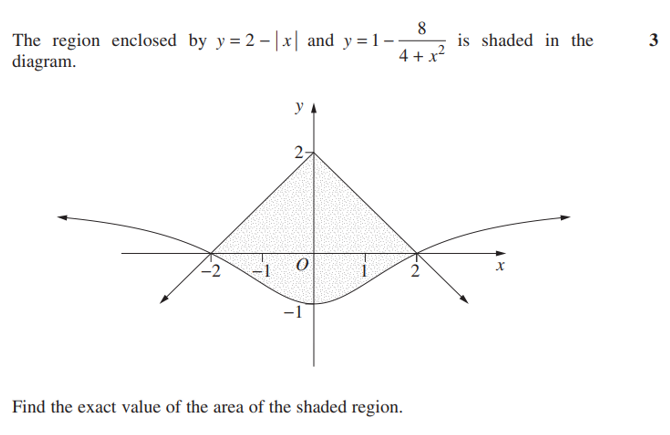 The region enclosed by y = 2 − |x| and y = 1 − 8/(4 + x²) is shaded in the 3
diagram.
y
2
−2 −1 O 1 2 x
−1
Find the exact value of the area of the shaded region.